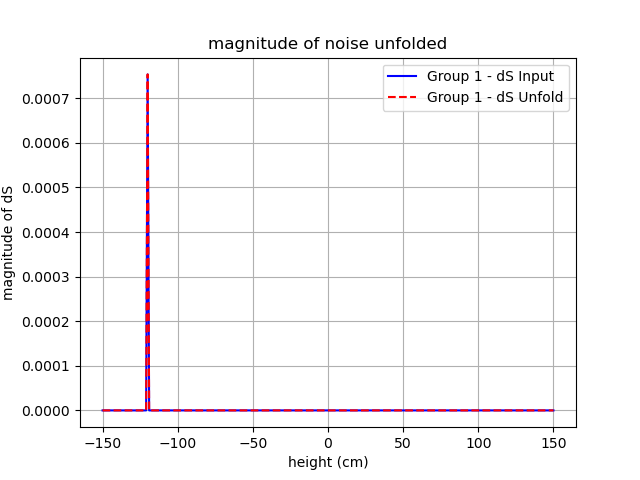 magnitude of noise unfolded
Group 1 - dS Input
Group 1 - dS Unfold
magnitude of dS
0.0007
0.0006
0.0005
0.0004
0.0003
0.0002
0.0001
0.0000
−150 −100 −50 0 50 100 150
height (cm)